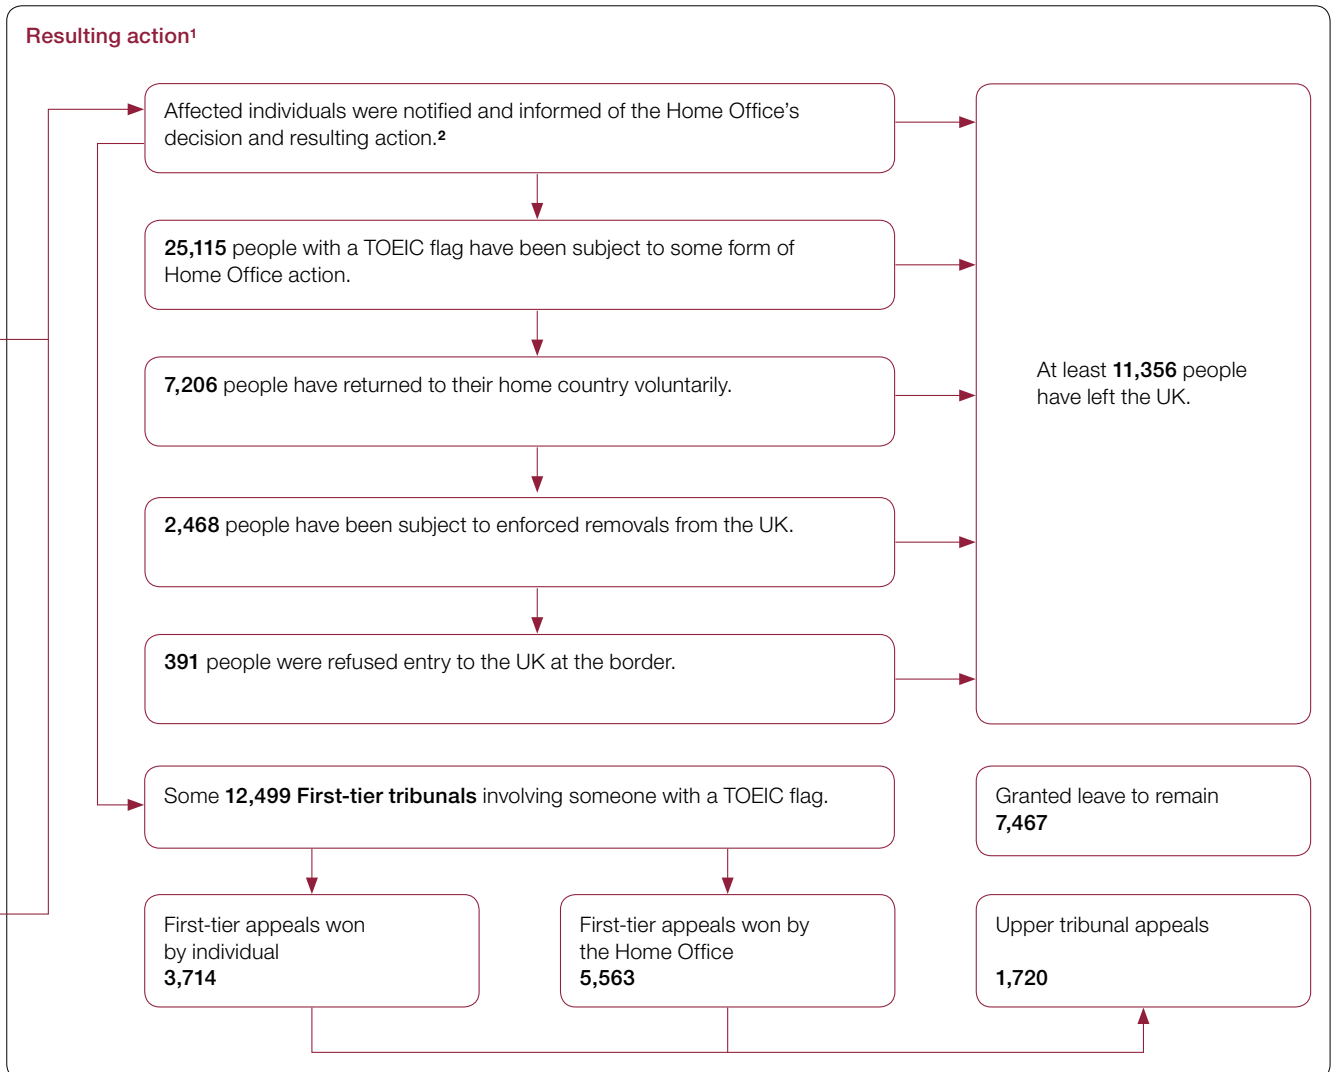 Resulting action¹
Affected individuals were notified and informed of the Home Office’s
decision and resulting action.²
25,115 people with a TOEIC flag have been subject to some form of
Home Office action.
7,206 people have returned to their home country voluntarily.
At least 11,356 people
have left the UK.
2,468 people have been subject to enforced removals from the UK.
391 people were refused entry to the UK at the border.
Some 12,499 First-tier tribunals involving someone with a TOEIC flag.
Granted leave to remain
7,467
First-tier appeals won
by individual
3,714
First-tier appeals won by
the Home Office
5,563
Upper tribunal appeals
1,720